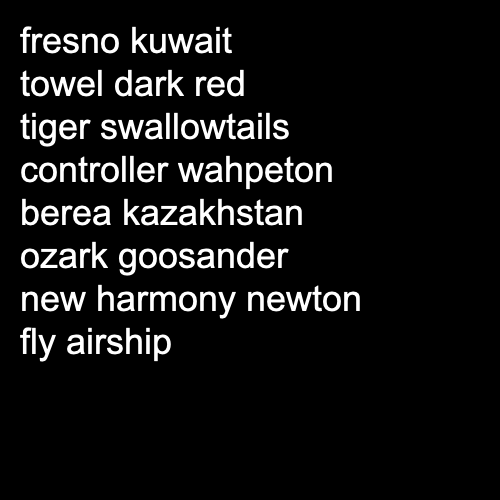 fresno kuwait
towel dark red
tiger swallowtails
controller wahpeton
berea kazakhstan
ozark goosander
new harmony newton
fly airship